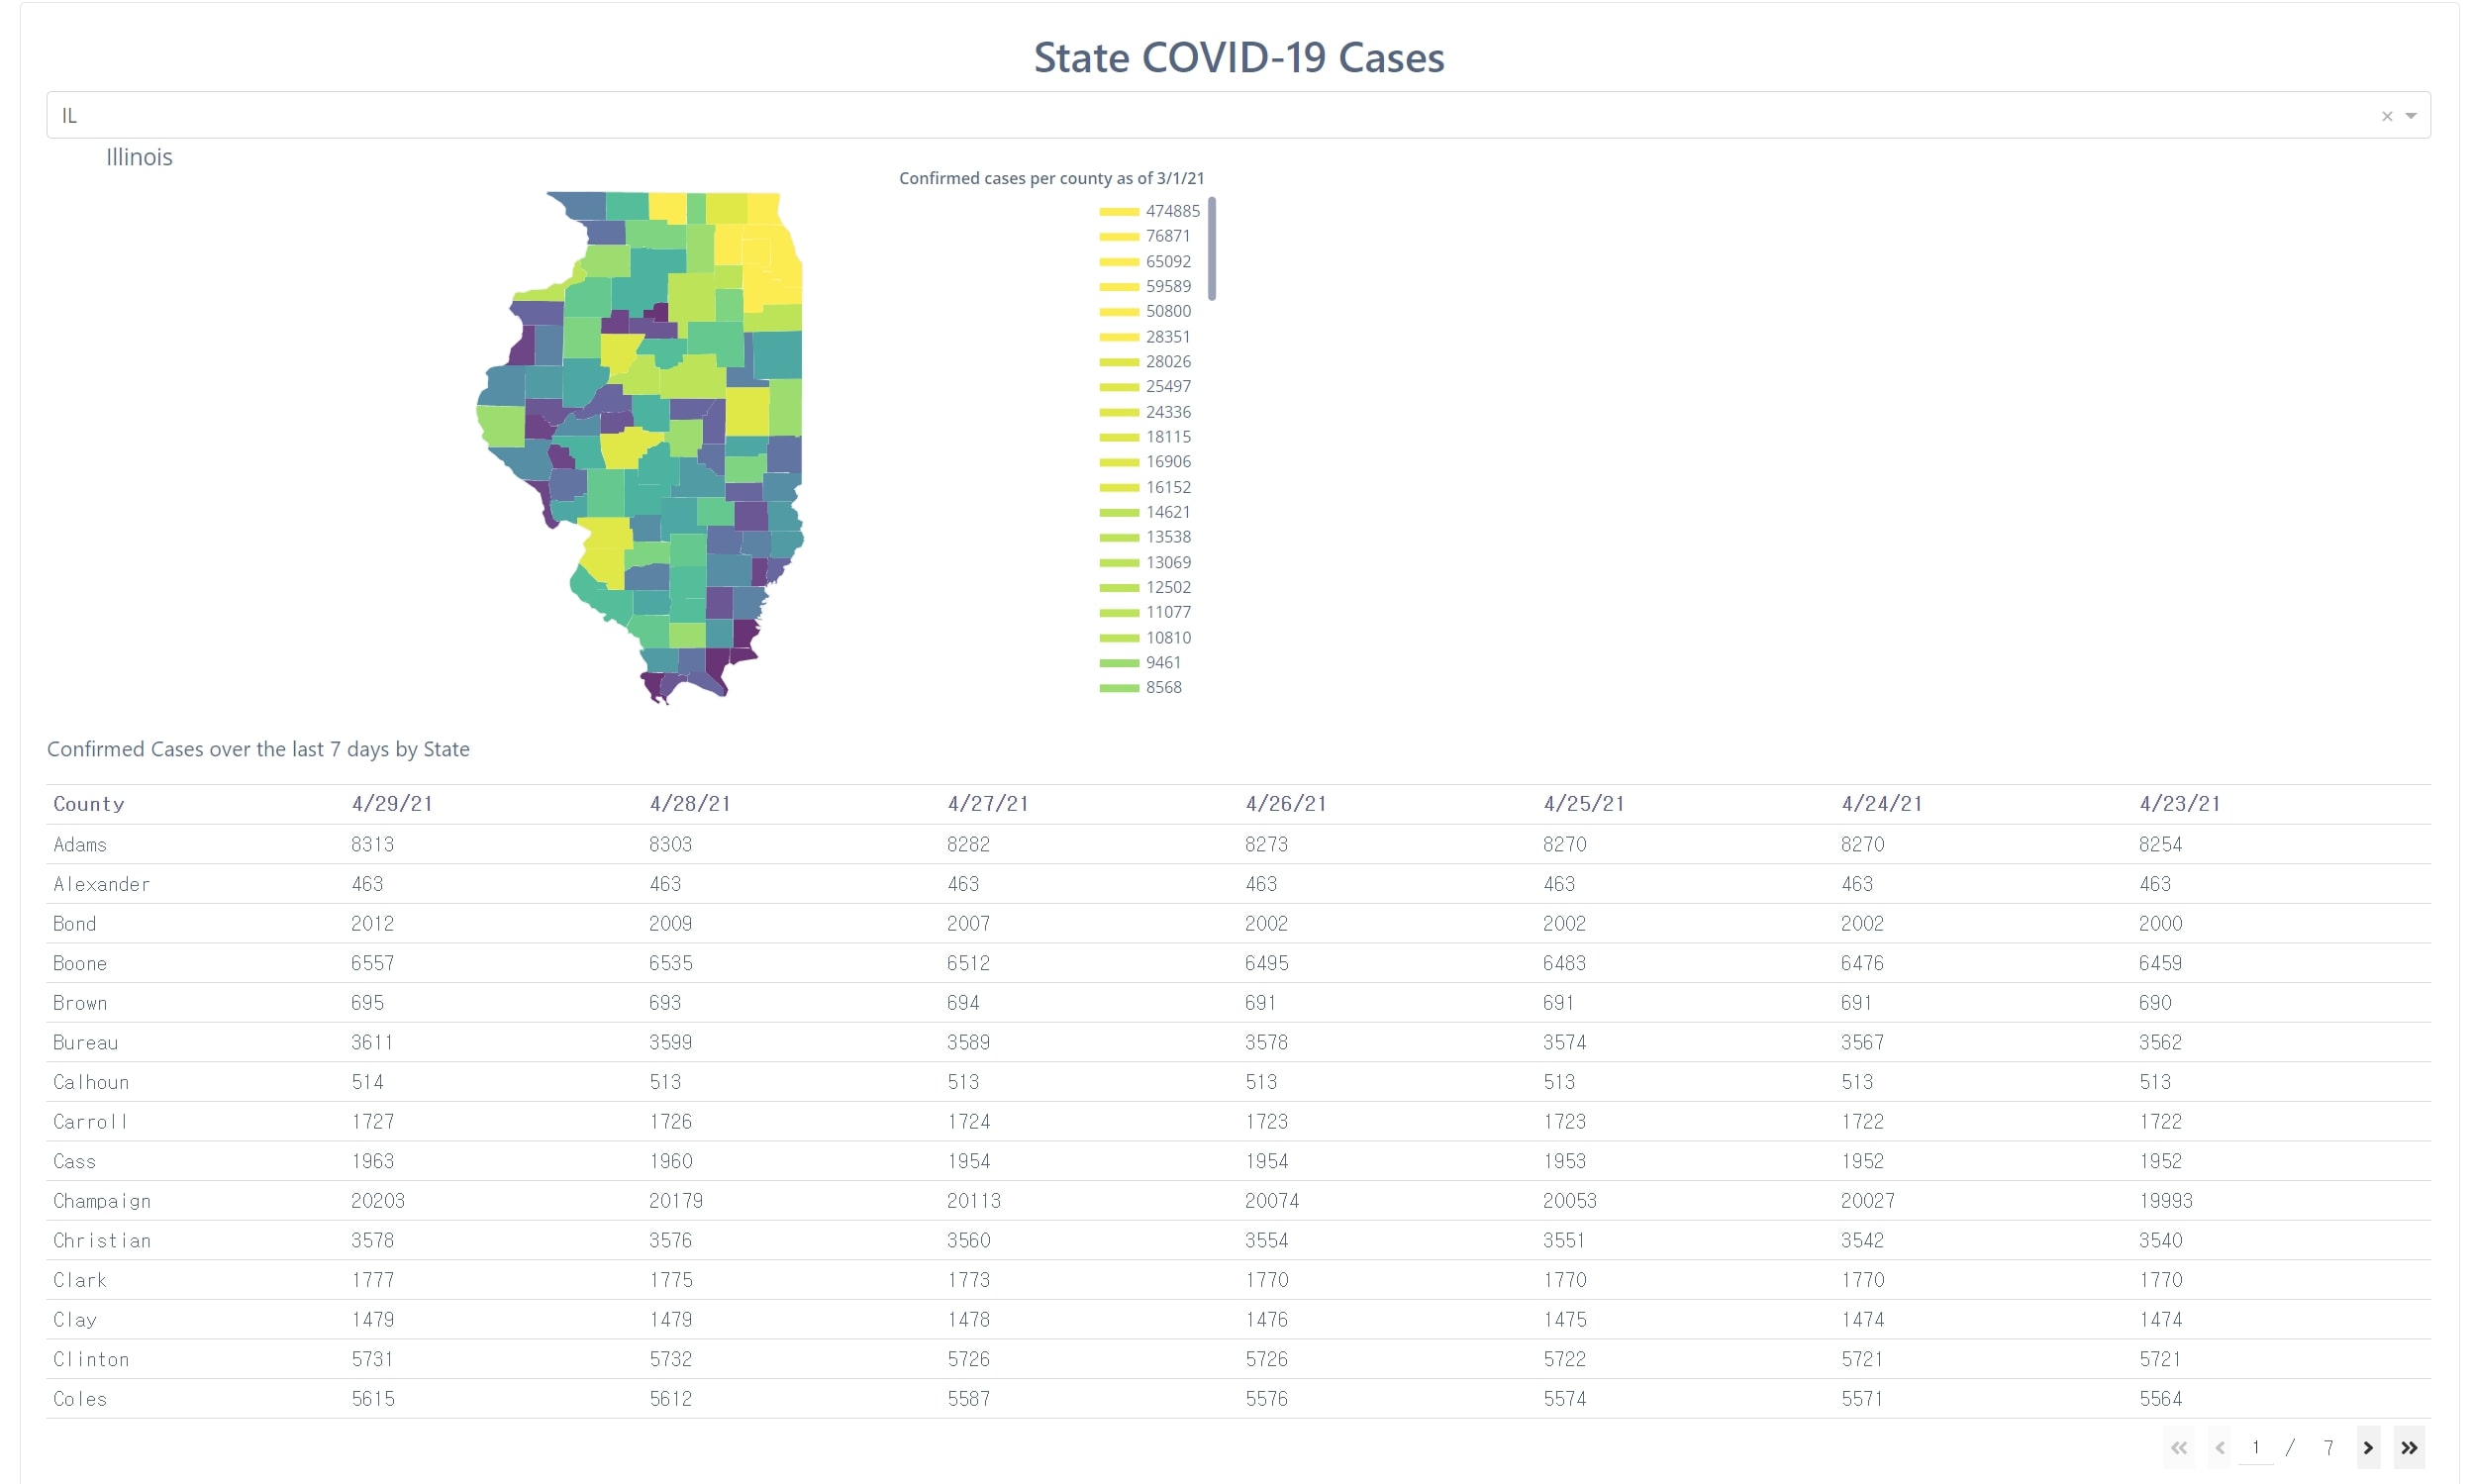 State COVID-19 Cases
IL
Illinois
Confirmed cases per county as of 3/1/21
474885
76871
65092
59589
50800
28351
28026
25497
24336
18115
16906
16152
14621
13538
13069
12502
11077
10810
9461
8568
Confirmed Cases over the last 7 days by State
County 4/29/21 4/28/21 4/27/21 4/26/21 4/25/21 4/24/21 4/23/21
Adams 8313 8303 8282 8273 8270 8270 8254
Alexander 463 463 463 463 463 463 463
Bond 2012 2009 2007 2002 2002 2002 2000
Boone 6557 6535 6512 6495 6483 6476 6459
Brown 695 693 694 691 691 691 690
Bureau 3611 3599 3589 3578 3574 3567 3562
Calhoun 514 513 513 513 513 513 513
Carroll 1727 1726 1724 1723 1723 1722 1722
Cass 1963 1960 1954 1954 1953 1952 1952
Champaign 20203 20179 20113 20074 20053 20027 19993
Christian 3578 3576 3560 3554 3551 3542 3540
Clark 1777 1775 1773 1770 1770 1770 1770
Clay 1479 1479 1478 1476 1475 1474 1474
Clinton 5731 5732 5726 5726 5722 5721 5721
Coles 5615 5612 5587 5576 5574 5571 5564
1 / 7